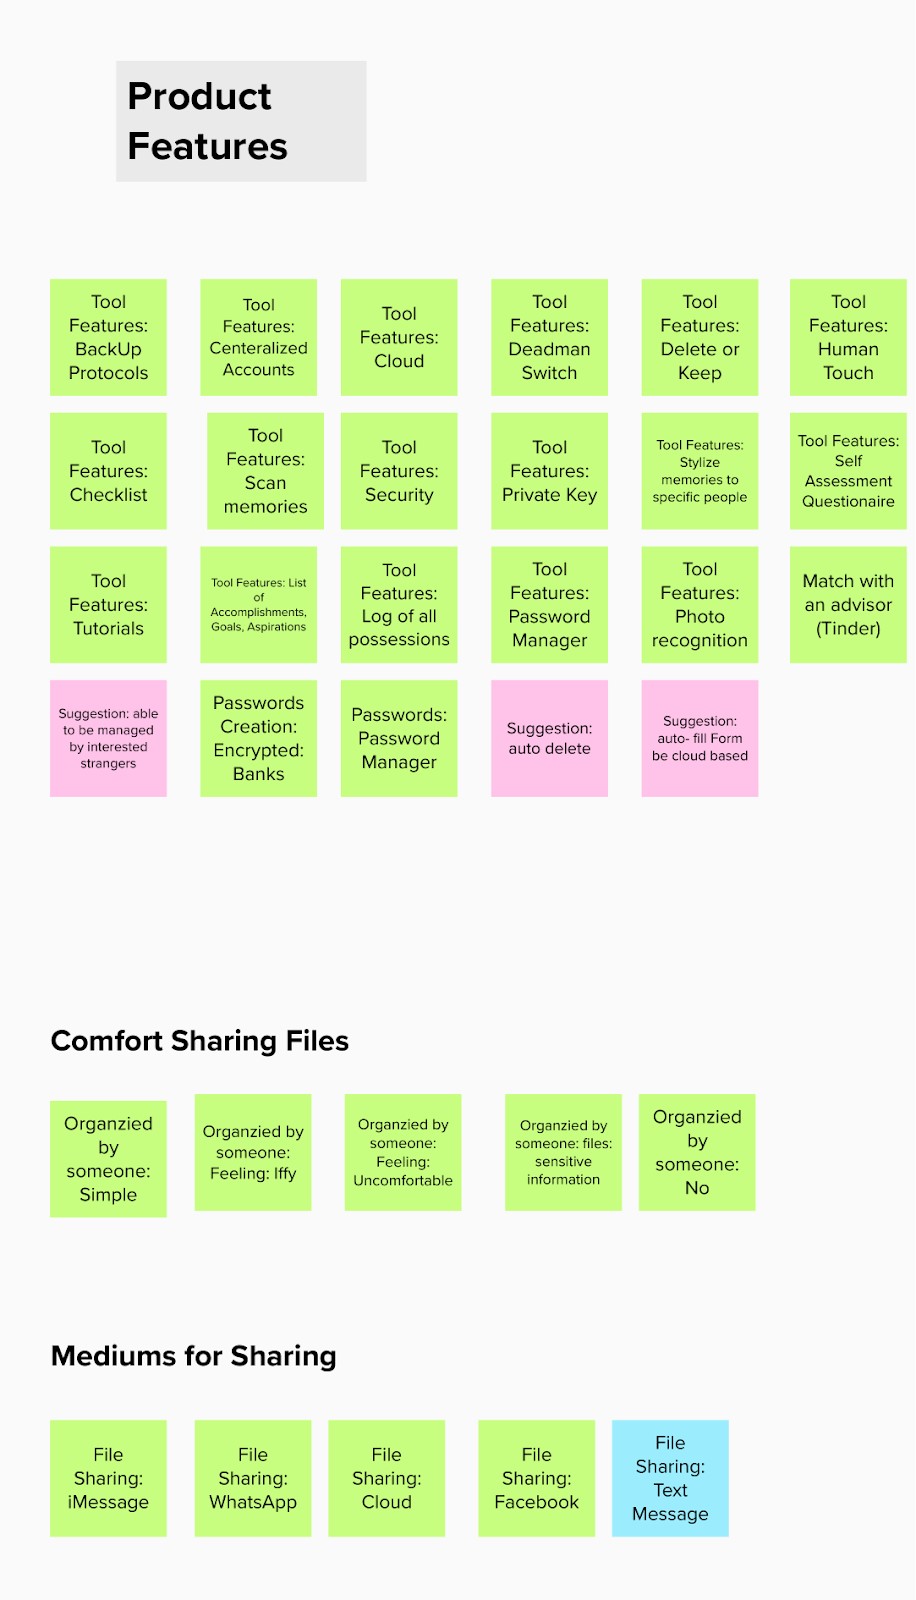 Product
Features
Tool
Features:
BackUp
Protocols
Tool
Features:
Centeralized
Accounts
Tool
Features:
Cloud
Tool
Features:
Deadman
Switch
Tool
Features:
Delete or
Keep
Tool
Features:
Human
Touch
Tool
Features:
Checklist
Tool
Features:
Scan
memories
Tool
Features:
Security
Tool
Features:
Private Key
Tool Features:
Stylize
memories to
specific people
Tool Features:
Self
Assessment
Questionaire
Tool
Features:
Tutorials
Tool Features: List
of
Accomplishments,
Goals, Aspirations
Tool
Features:
Log of all
possessions
Tool
Features:
Password
Manager
Tool
Features:
Photo
recognition
Match with
an advisor
(Tinder)
Suggestion: able
to be managed
by interested
strangers
Passwords
Creation:
Encrypted:
Banks
Passwords:
Password
Manager
Suggestion:
auto delete
Suggestion:
auto- fill Form
be cloud based
Comfort Sharing Files
Organzied
by
someone:
Simple
Organzied by
someone:
Feeling: Iffy
Organzied by
someone:
Feeling:
Uncomfortable
Organzied by
someone: files:
sensitive
information
Organzied
by
someone:
No
Mediums for Sharing
File
Sharing:
iMessage
File
Sharing:
WhatsApp
File
Sharing:
Cloud
File
Sharing:
Facebook
File
Sharing:
Text
Message